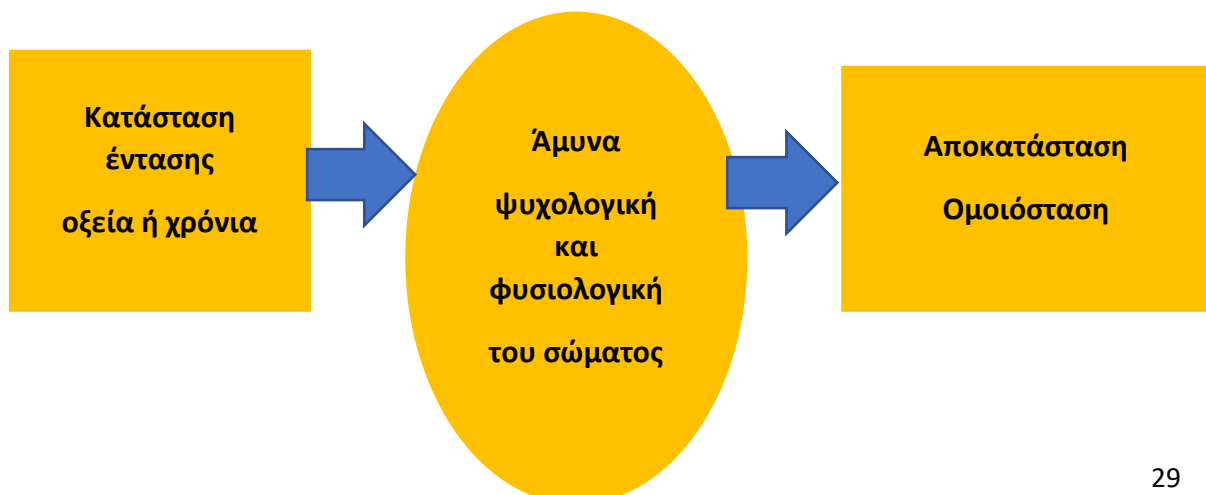 Κατάσταση
έντασης
οξεία ή χρόνια
Άμυνα
ψυχολογική
και
φυσιολογική
του σώματος
Αποκατάσταση
Ομοιόσταση
29